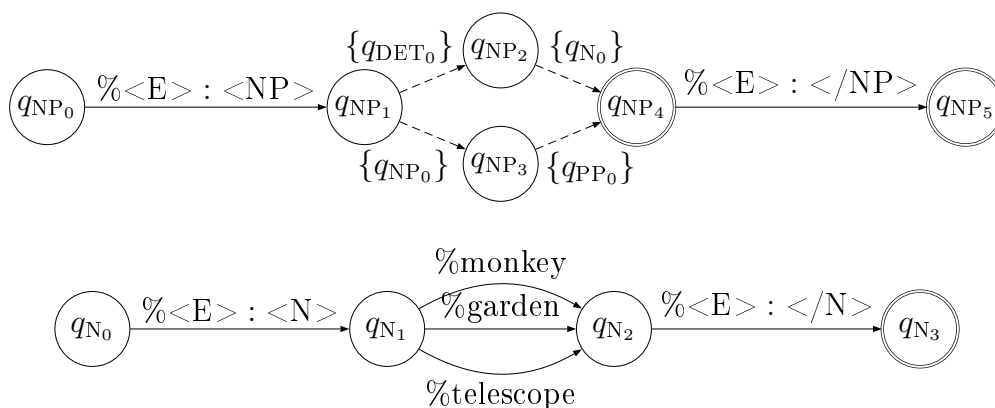 {q_DET₀} q_NP₂ {q_N₀}
q_NP₀ %<E> : <NP> q_NP₁ q_NP₄ %<E> : </NP> q_NP₅
{q_NP₀} q_NP₃ {q_PP₀}
%monkey
q_N₀ %<E> : <N> q_N₁ %garden q_N₂ %<E> : </N> q_N₃
%telescope